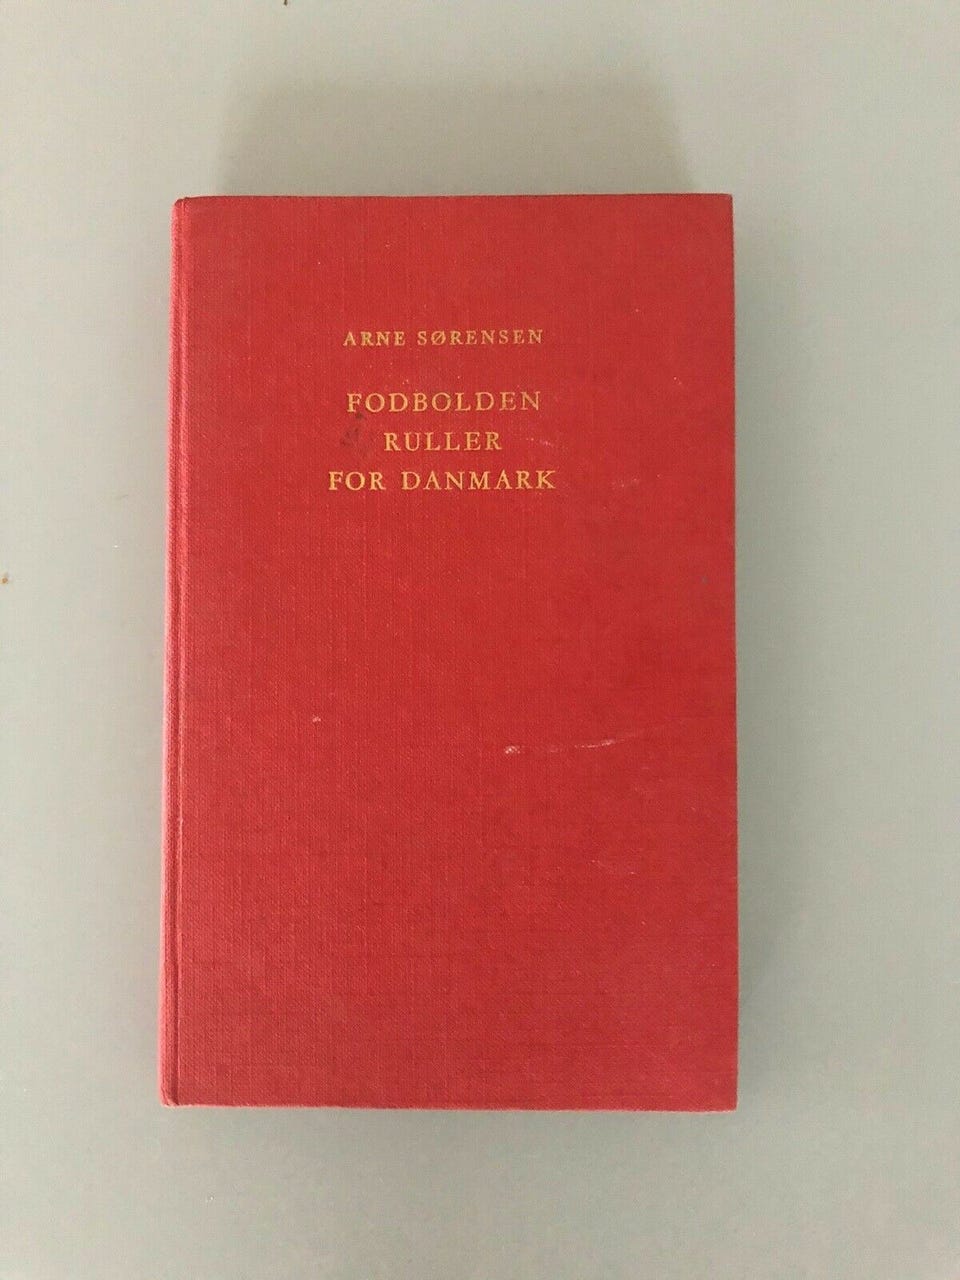 ARNE SØRENSEN
FODBOLDEN
RULLER
FOR DANMARK